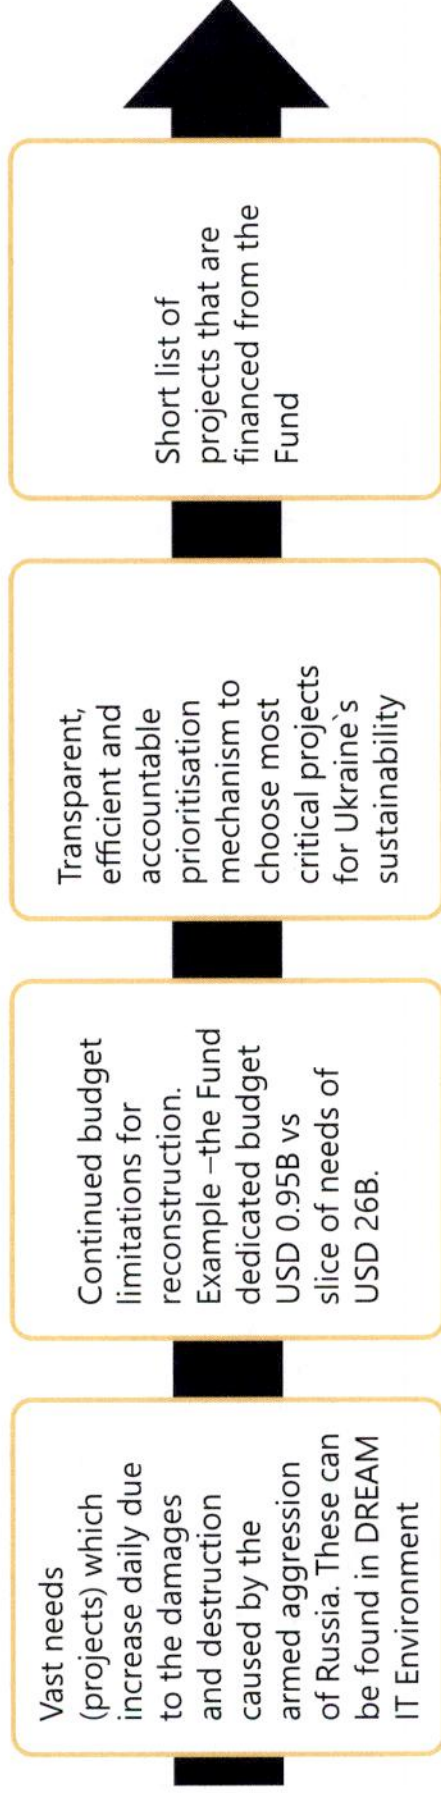 Vast needs
(projects) which
increase daily due
to the damages
and destruction
caused by the
armed aggression
of Russia. These can
be found in DREAM
IT Environment
Continued budget
limitations for
reconstruction.
Example –the Fund
dedicated budget
USD 0.95B vs
slice of needs of
USD 26B.
Transparent,
efficient and
accountable
prioritisation
mechanism to
choose most
critical projects
for Ukraine`s
sustainability
Short list of
projects that are
financed from the
Fund